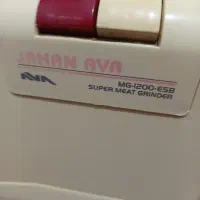 JAHAN AVA
AVA
MG-1200-ESB
SUPER MEAT GRINDER